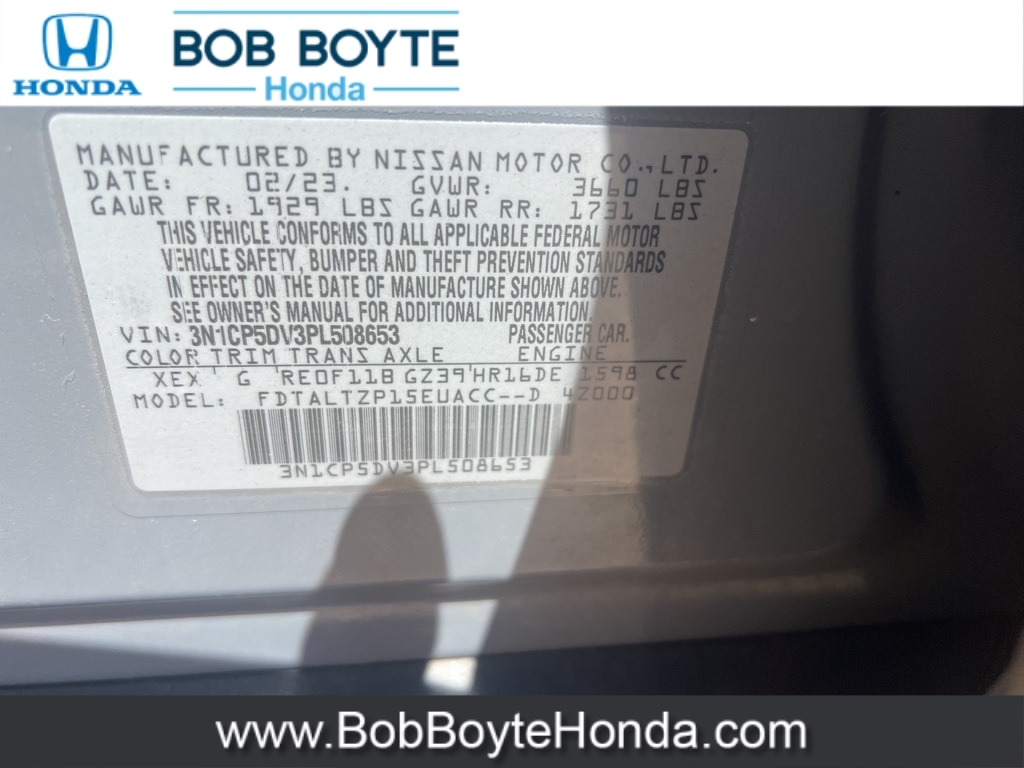 HONDA
BOB BOYTE
Honda
MANUFACTURED BY NISSAN MOTOR CO., LTD.
DATE: 02/23. GVWR: 3660 LBS
GAWR FR: 1929 LBS GAWR RR: 1731 LBS
THIS VEHICLE CONFORMS TO ALL APPLICABLE FEDERAL MOTOR
VEHICLE SAFETY, BUMPER AND THEFT PREVENTION STANDARDS
IN EFFECT ON THE DATE OF MANUFACTURE SHOWN ABOVE.
SEE OWNER'S MANUAL FOR ADDITIONAL INFORMATION.
VIN: 3N1CP5DV3PL508653 PASSENGER CAR.
COLOR TRIM TRANS AXLE ENGINE
XEX G RE0F11B GZ39 HR16DE 1598 CC
MODEL: FDTALTZP15EUACC--D 4Z000
3N1CP5DV3PL508653
www.BobBoyteHonda.com